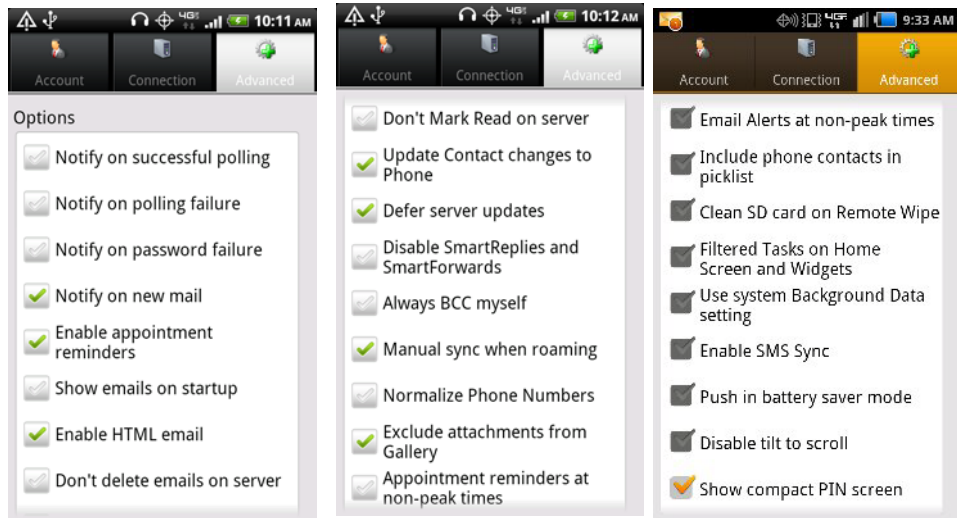 4G 10:11 AM
Account Connection Advanced
Options
Notify on successful polling
Notify on polling failure
Notify on password failure
Notify on new mail
Enable appointment
reminders
Show emails on startup
Enable HTML email
Don't delete emails on server
4G 10:12 AM
Account Connection Advanced
Don't Mark Read on server
Update Contact changes to
Phone
Defer server updates
Disable SmartReplies and
SmartForwards
Always BCC myself
Manual sync when roaming
Normalize Phone Numbers
Exclude attachments from
Gallery
Appointment reminders at
non-peak times
4G 9:33 AM
Account Connection Advanced
Email Alerts at non-peak times
Include phone contacts in
picklist
Clean SD card on Remote Wipe
Filtered Tasks on Home
Screen and Widgets
Use system Background Data
setting
Enable SMS Sync
Push in battery saver mode
Disable tilt to scroll
Show compact PIN screen